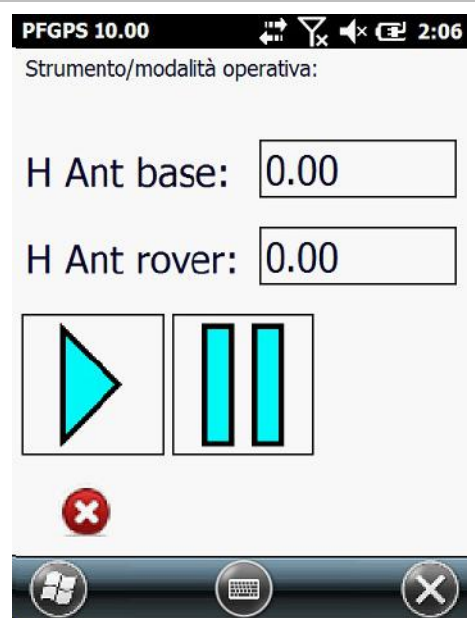 PFGPS 10.00 2:06
Strumento/modalità operativa:
H Ant base: 0.00
H Ant rover: 0.00